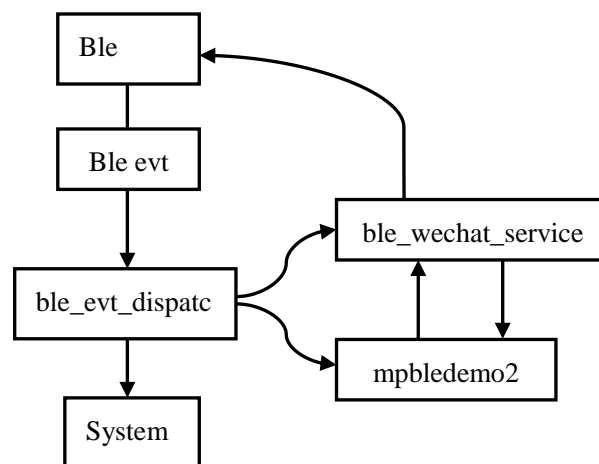 Ble
Ble evt
ble_wechat_service
ble_evt_dispatc
mpbledemo2
System